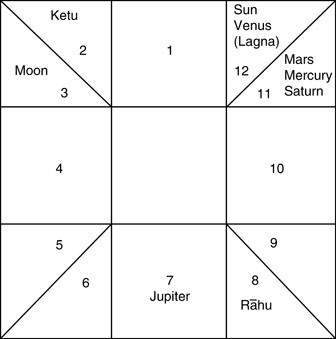 Ketu
2
Moon
3
1
Sun
Venus
(Lagna)
12
Mars
Mercury
Saturn
11
4
10
5
6
7
Jupiter
9
8
Rāhu